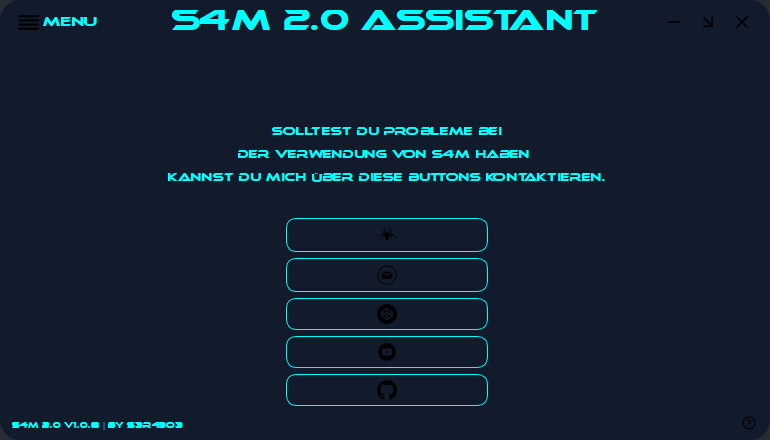 MENU
S4M 2.0 ASSISTANT
SOLLTEST DU PROBLEME BEI
DER VERWENDUNG VON S4M HABEN
KANNST DU MICH ÜBER DIESE BUTTONS KONTAKTIEREN.
S4M 2.0 V1.0.8 | BY S3R43O3